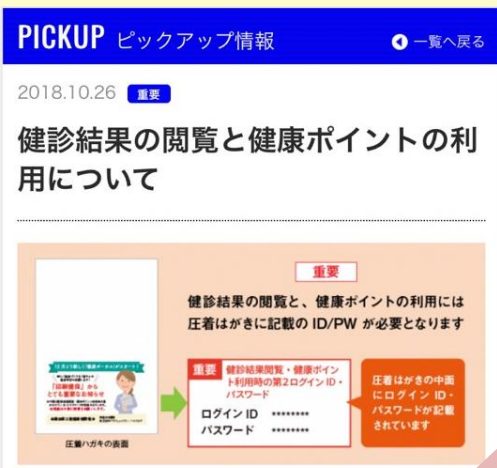 PICKUP ピックアップ情報
一覧へ戻る
2018.10.26 重要
健診結果の閲覧と健康ポイントの利
用について
重要
健診結果の閲覧と、健康ポイントの利用には
圧着はがきに記載の ID/PW が必要となります
「印刷健保」から
とても重要なお知らせ
圧着ハガキの表面
重要 健診結果閲覧・健康ポイン
ト利用時の第2ログイン ID・
パスワード
ログイン ID ********
パスワード ********
圧着はがきの中面
にログイン ID・
パスワードが記載
されています